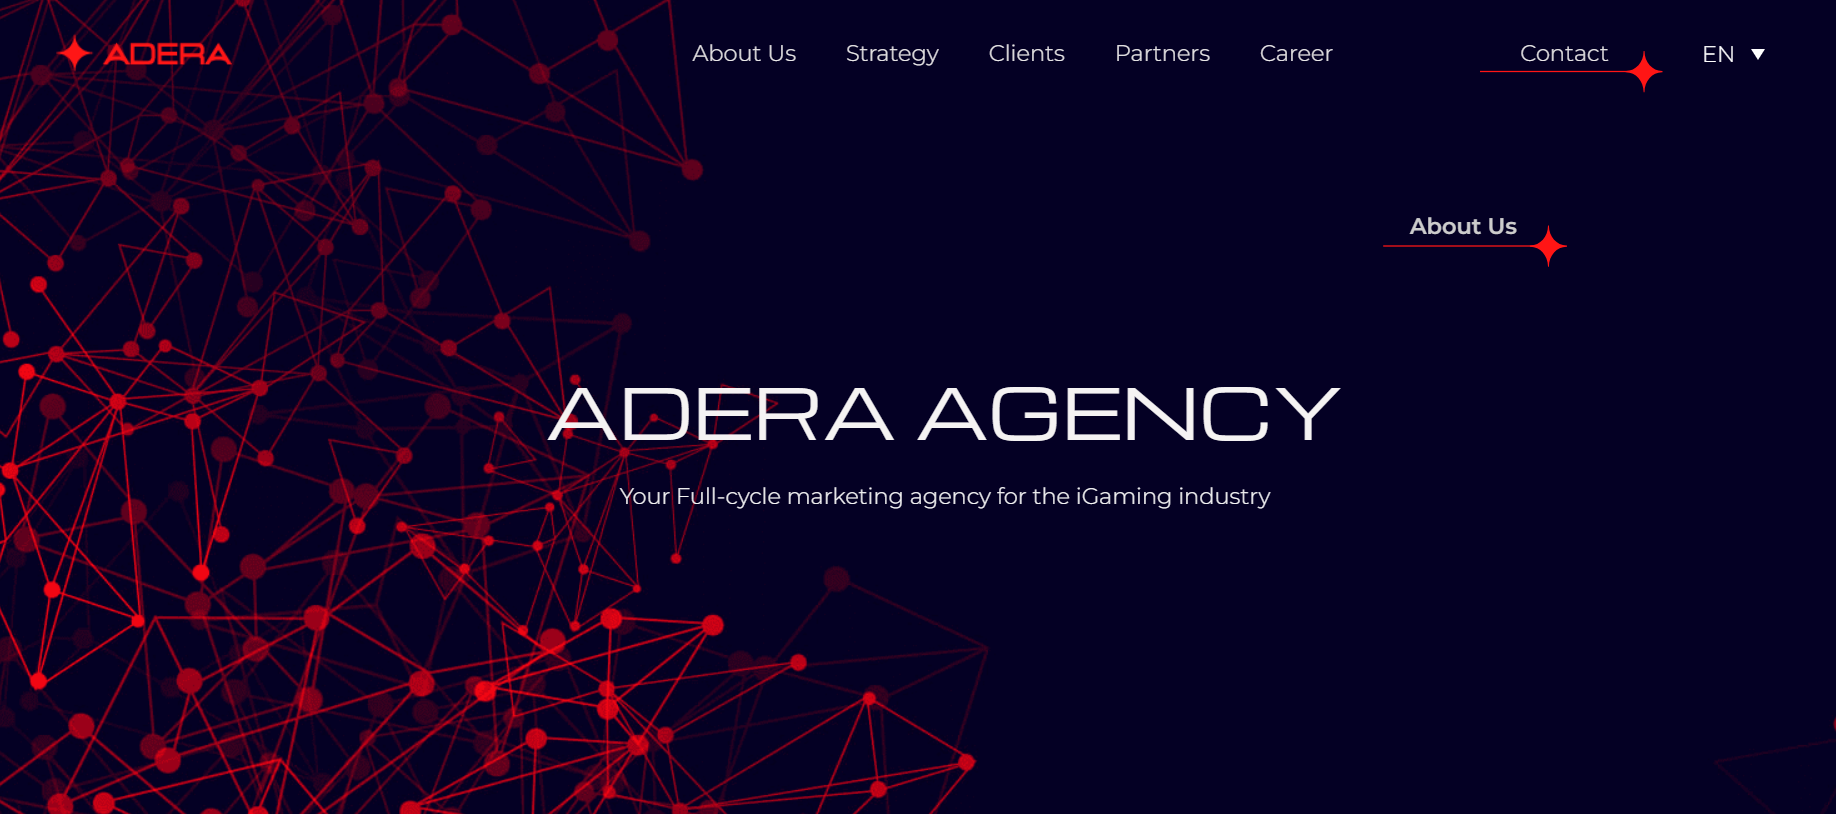 ADERA
About Us Strategy Clients Partners Career Contact EN
About Us
ADERA AGENCY
Your Full-cycle marketing agency for the iGaming industry